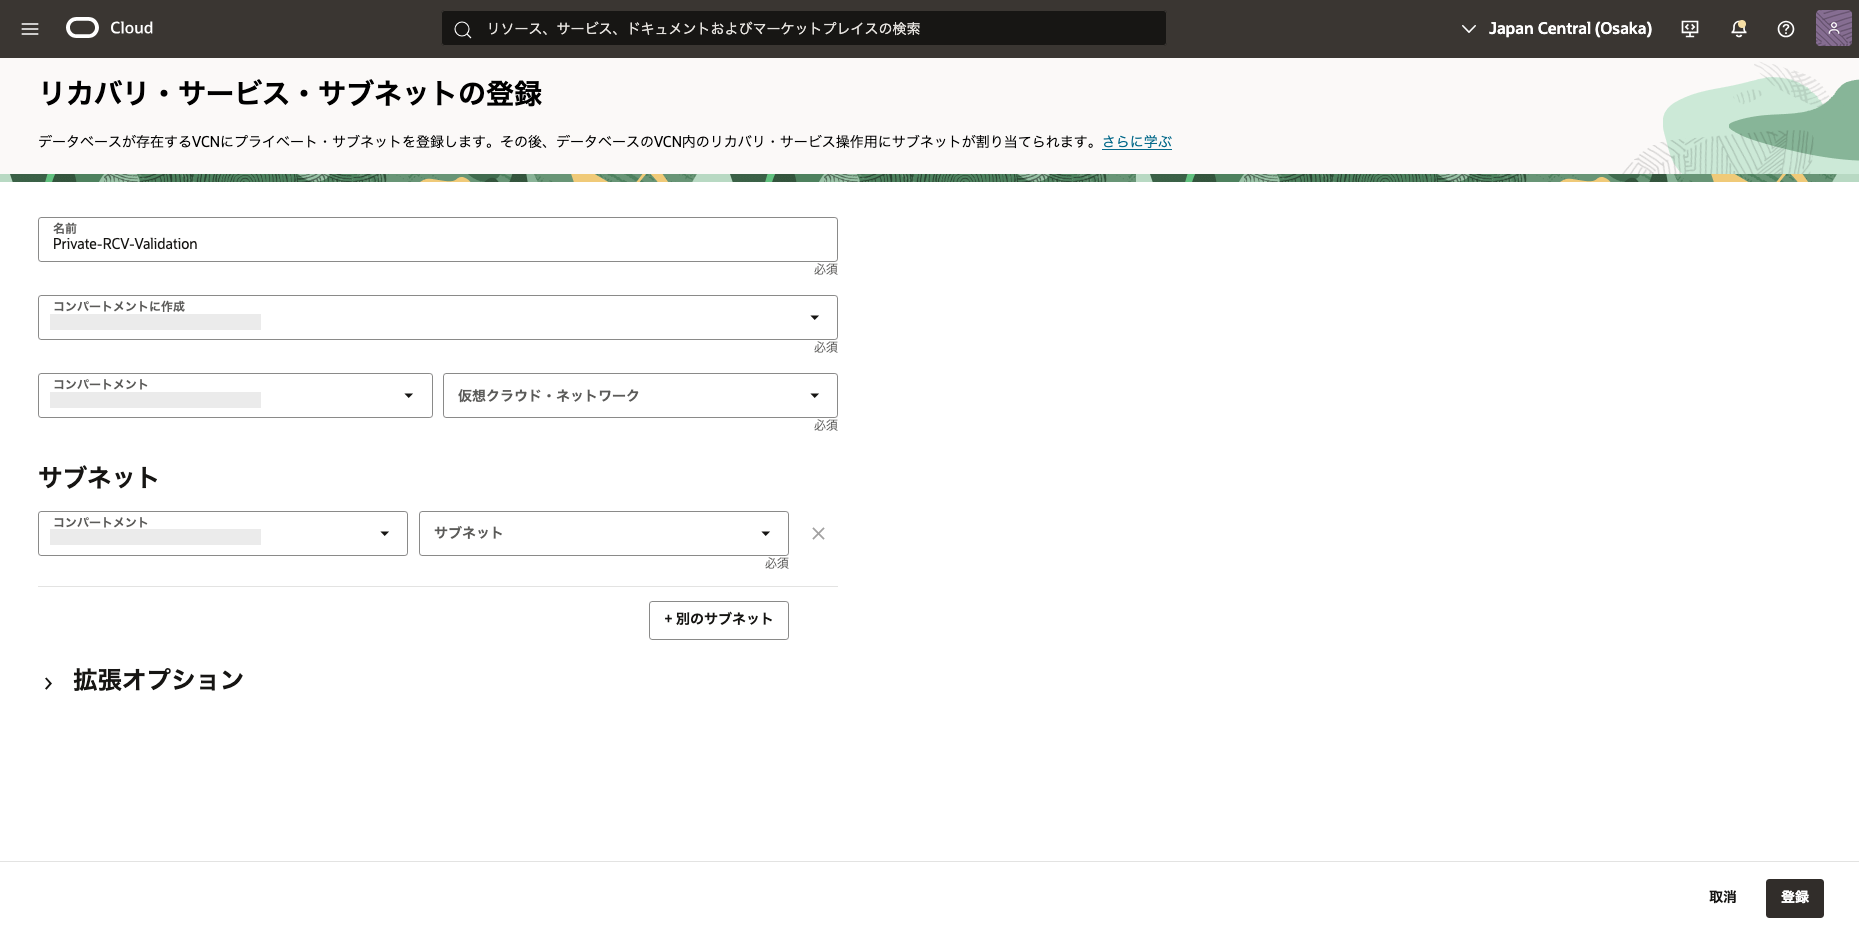 Cloud
リソース、サービス、ドキュメントおよびマーケットプレイスの検索
Japan Central (Osaka)
リカバリ・サービス・サブネットの登録
データベースが存在するVCNにプライベート・サブネットを登録します。その後、データベースのVCN内のリカバリ・サービス操作用にサブネットが割り当てられます。さらに学ぶ
名前
Private-RCV-Validation
必須
コンパートメントに作成
必須
コンパートメント
仮想クラウド・ネットワーク
必須
サブネット
コンパートメント
サブネット
必須
+ 別のサブネット
拡張オプション
取消
登録